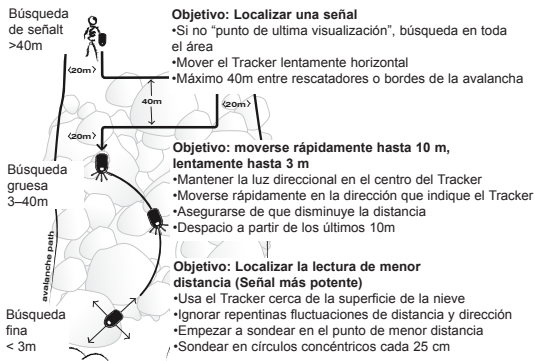 Búsqueda
de señalt
>40m
Objetivo: Localizar una señal
•Si no “punto de ultima visualización”, búsqueda en toda
el área
•Mover el Tracker lentamente horizontal
•Máximo 40m entre rescatadores o bordes de la avalancha
‹20m›
40m
‹20m›
‹20m›
Búsqueda
gruesa
3–40m
Objetivo: moverse rápidamente hasta 10 m,
lentamente hasta 3 m
•Mantener la luz direccional en el centro del Tracker
•Moverse rápidamente en la dirección que indique el Tracker
•Asegurarse de que disminuye la distancia
•Despacio a partir de los últimos 10m
avalanche path
Búsqueda
fina
< 3m
Objetivo: Localizar la lectura de menor
distancia (Señal más potente)
•Usa el Tracker cerca de la superficie de la nieve
•Ignorar repentinas fluctuaciones de distancia y dirección
•Empezar a sondear en el punto de menor distancia
•Sondear en círculos concéntricos cada 25 cm